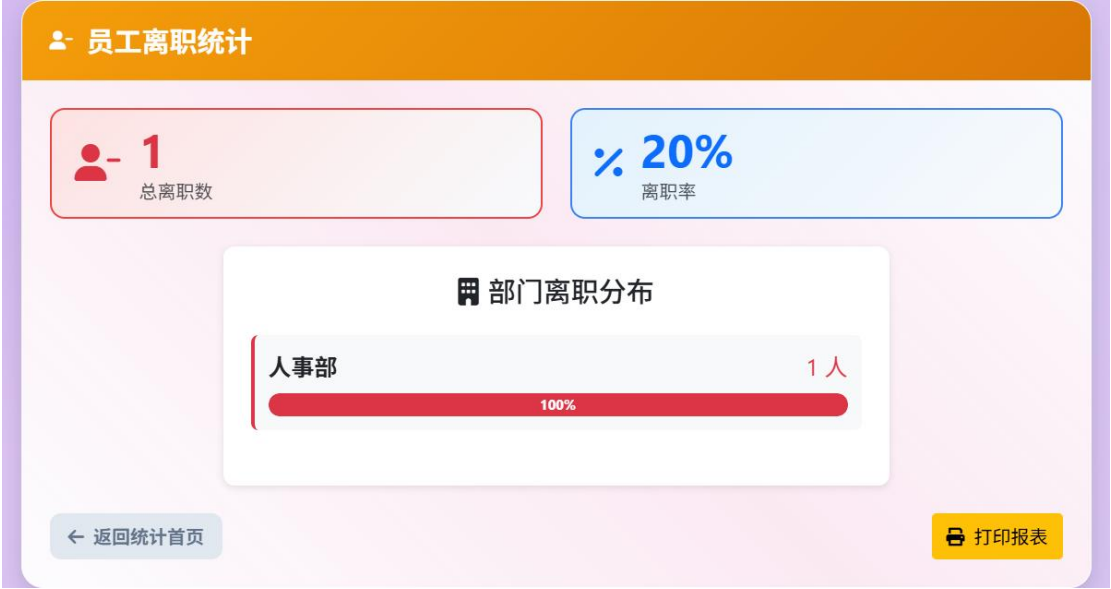 员工离职统计
1
总离职数
20%
离职率
部门离职分布
人事部 1 人
100%
返回统计首页
打印报表